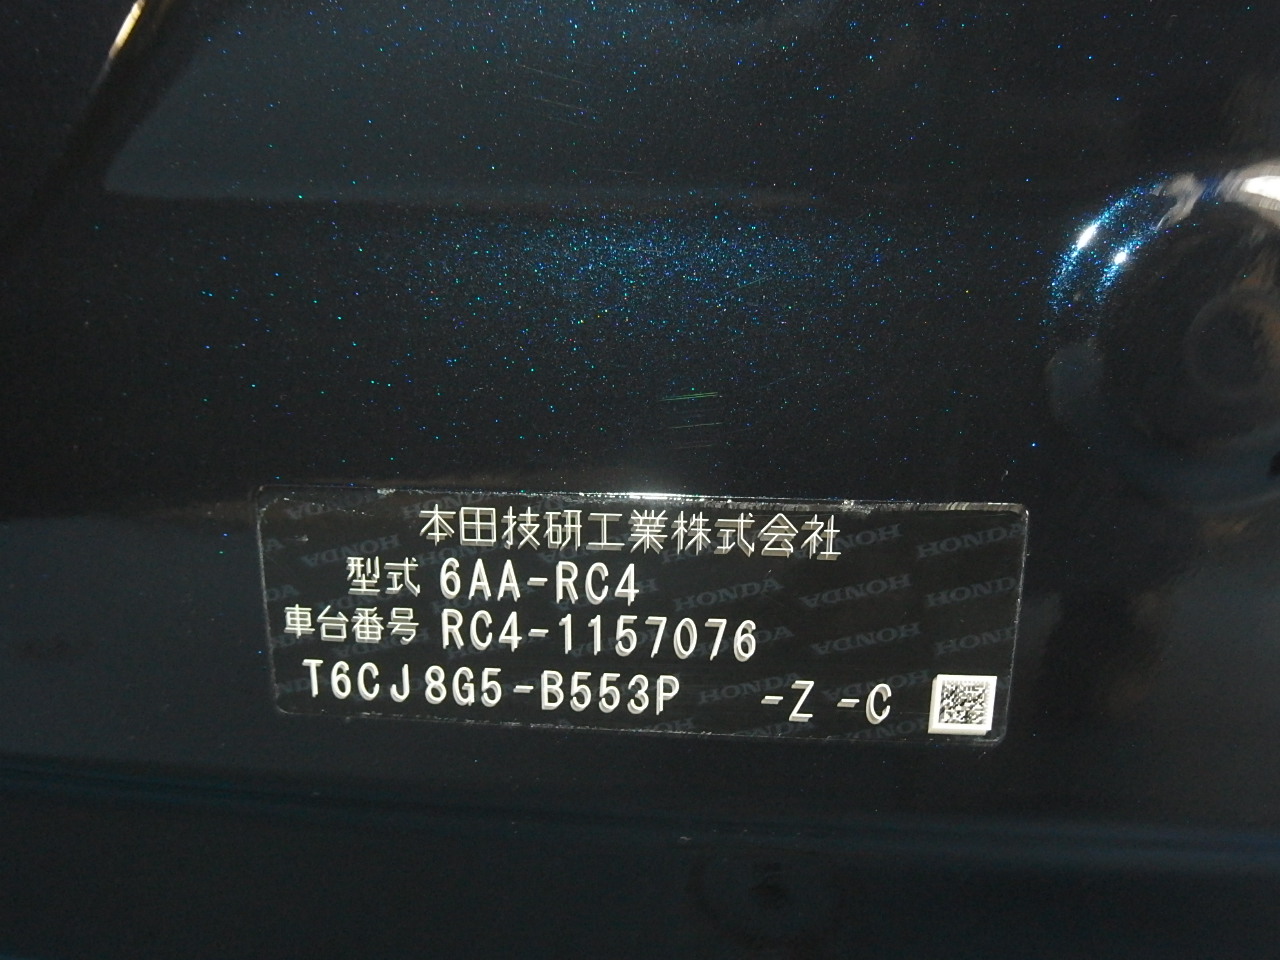 本田技研工業株式会社
型式 6AA-RC4
車台番号 RC4-1157076
T6CJ8G5-B553P -Z -C